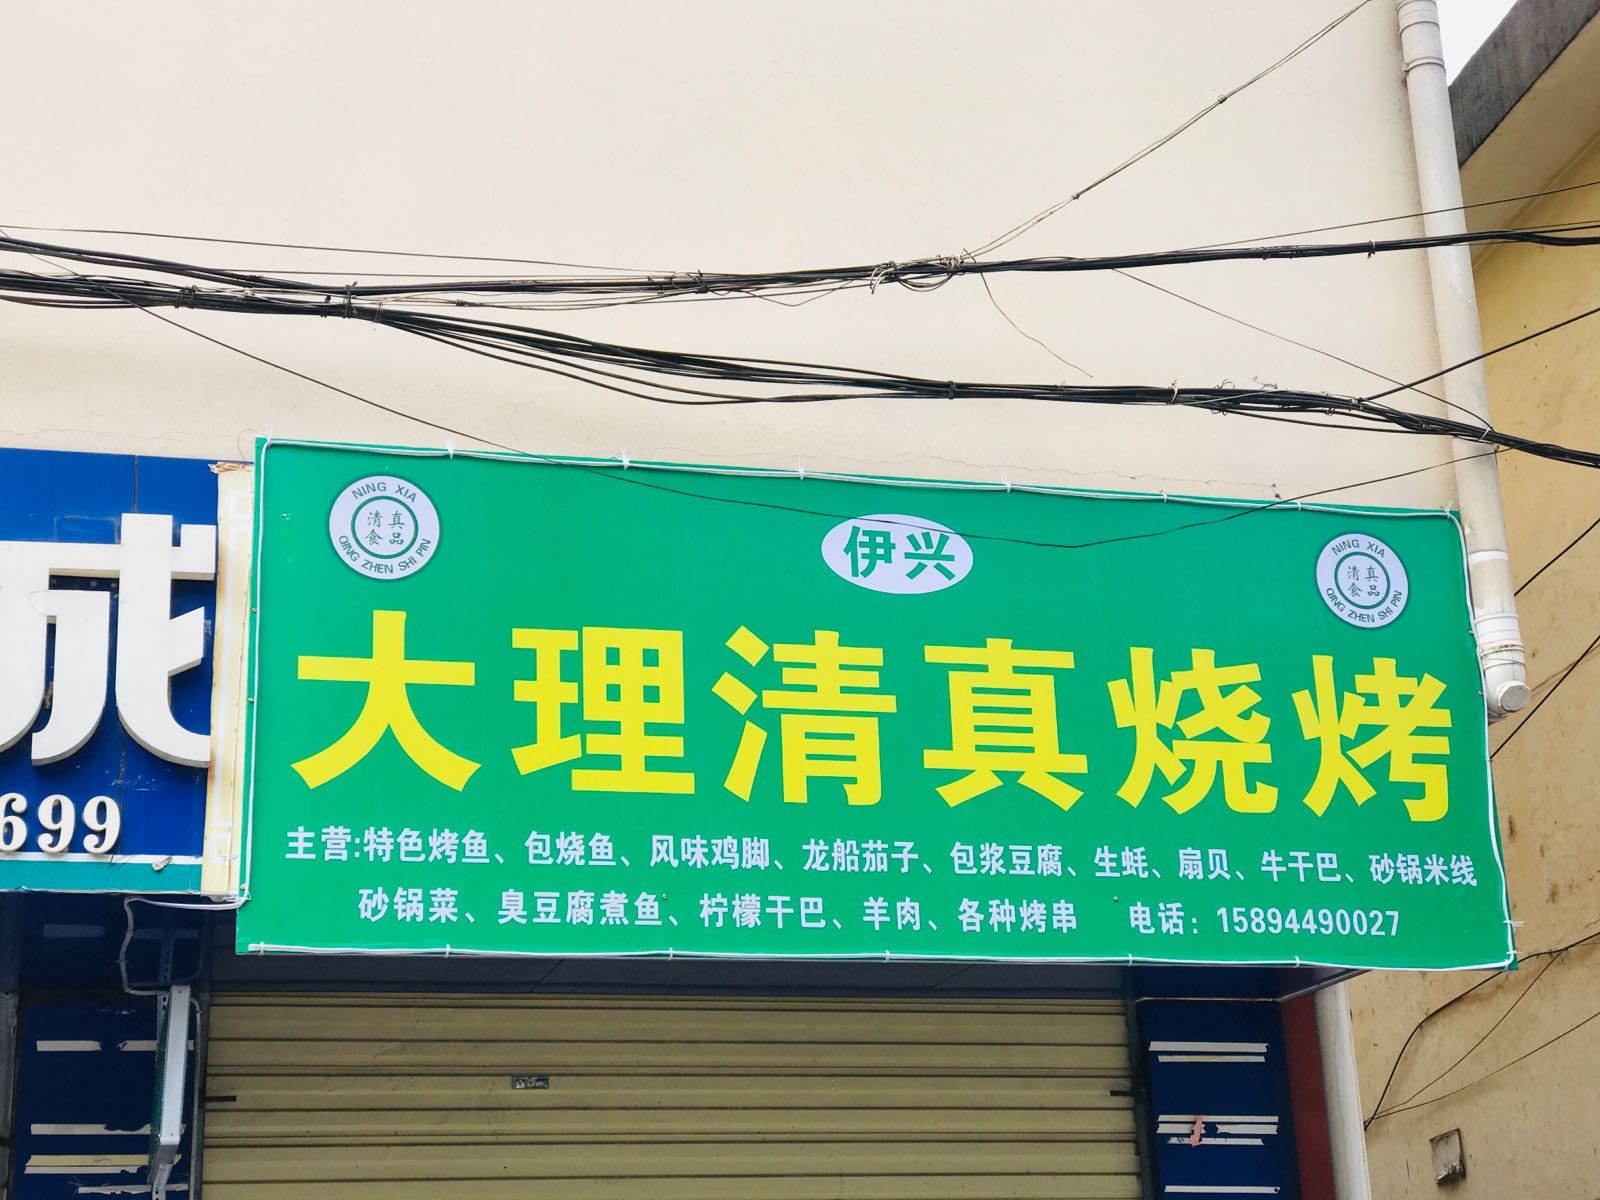 NING XIA
清真
食品
QING ZHEN SHI PIN
伊兴
NING XIA
清真
食品
QING ZHEN SHI PIN
大理清真烧烤
主营:特色烤鱼、包烧鱼、风味鸡脚、龙船茄子、包浆豆腐、生蚝、扇贝、牛干巴、砂锅米线
砂锅菜、臭豆腐煮鱼、柠檬干巴、羊肉、各种烤串 电话：15894490027
699